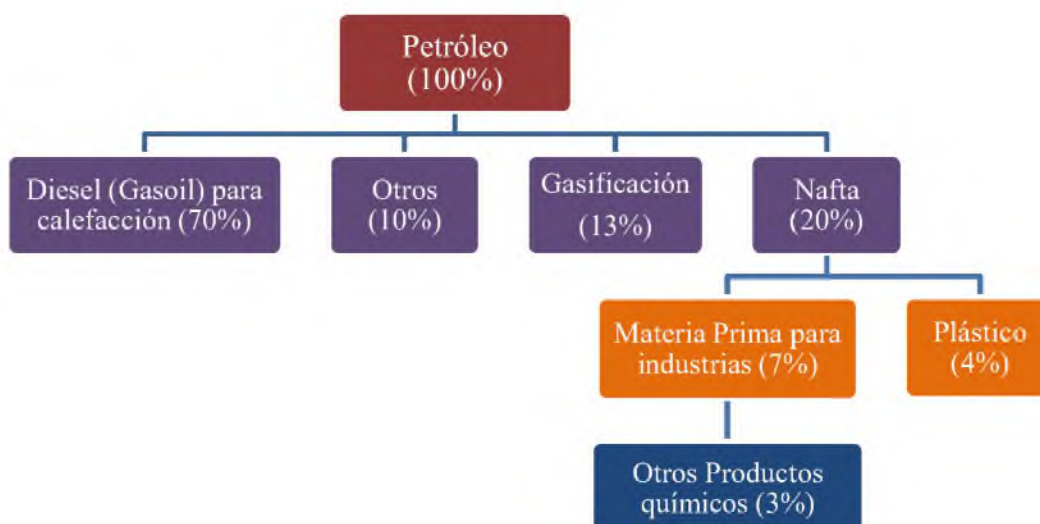 Petróleo
(100%)
Diesel (Gasoil) para
calefacción (70%)
Otros
(10%)
Gasificación
(13%)
Nafta
(20%)
Materia Prima para
industrias (7%)
Plástico
(4%)
Otros Productos
químicos (3%)